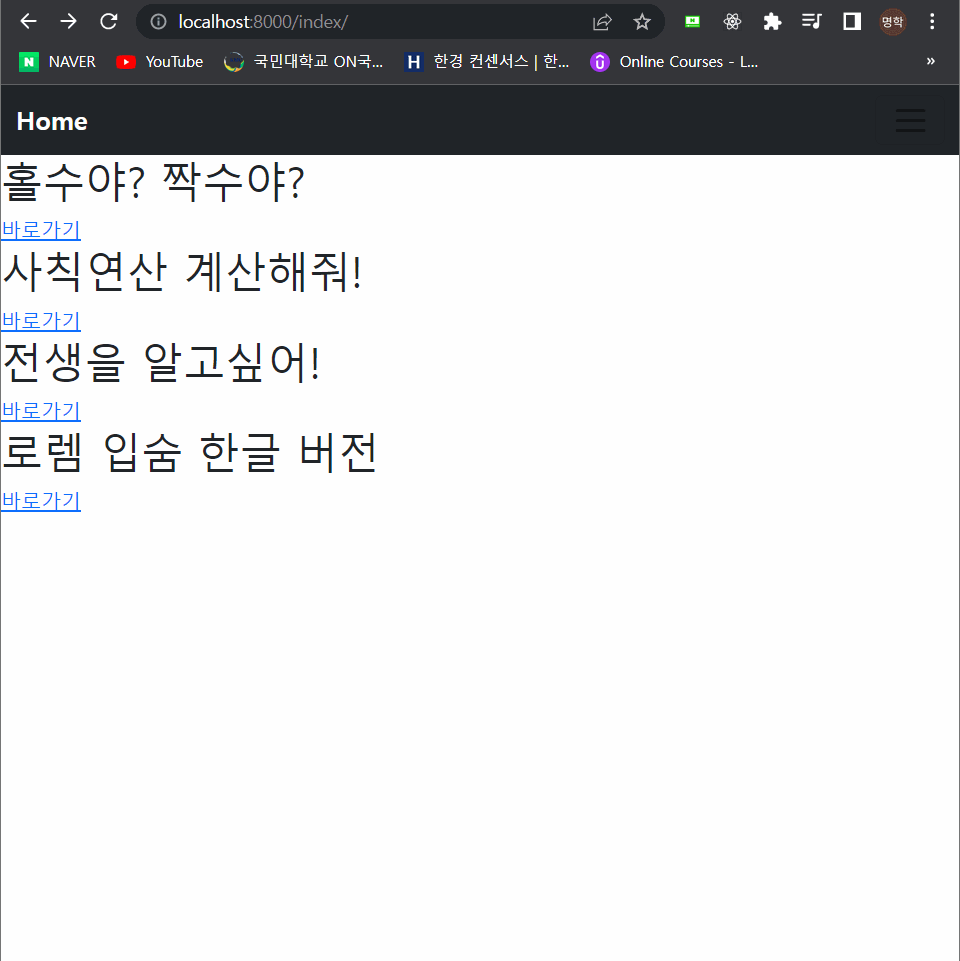 localhost:8000/index/
명학
NAVER
YouTube
국민대학교 ON국...
한경 컨센서스 | 한...
Online Courses - L...
»
Home
홀수야? 짝수야?
바로가기
사칙연산 계산해줘!
바로가기
전생을 알고싶어!
바로가기
로렘 입숨 한글 버전
바로가기